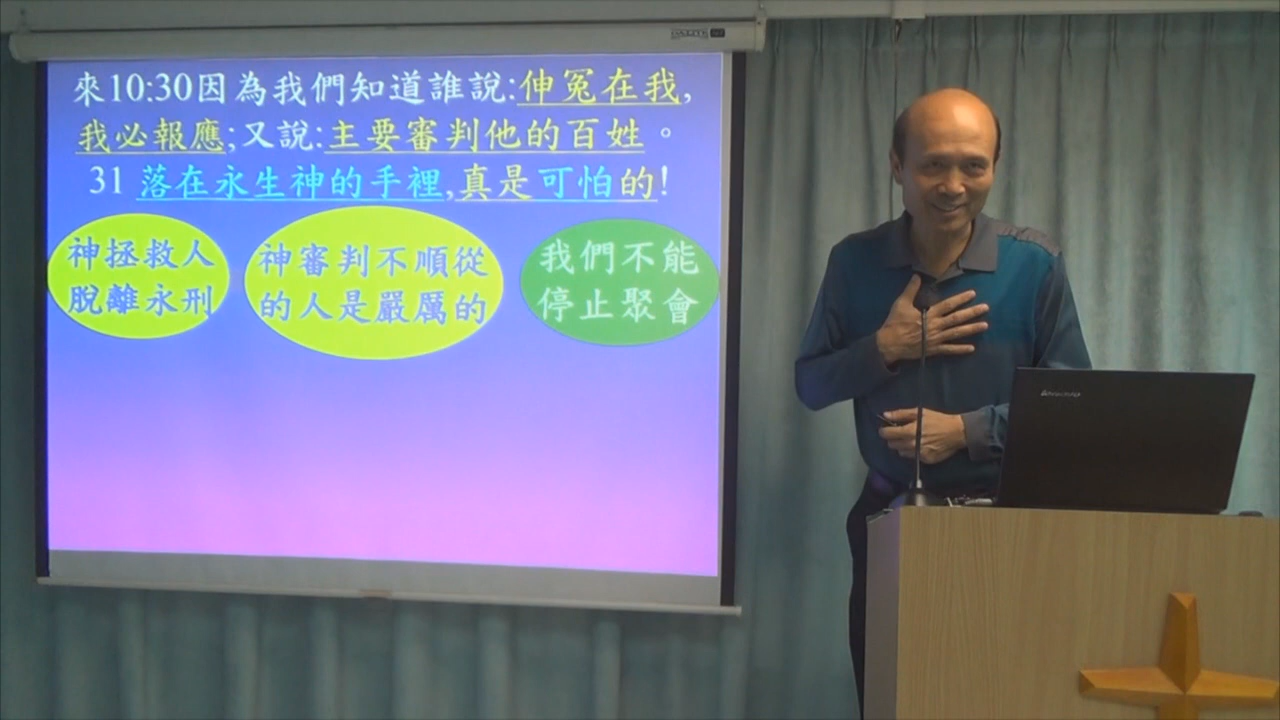 來10:30因為我們知道誰說:伸冤在我,
我必報應;又說:主要審判他的百姓。
31 落在永生神的手裡,真是可怕的!
神拯救人
脫離永刑
神審判不順從
的人是嚴厲的
我們不能
停止聚會
lenovo